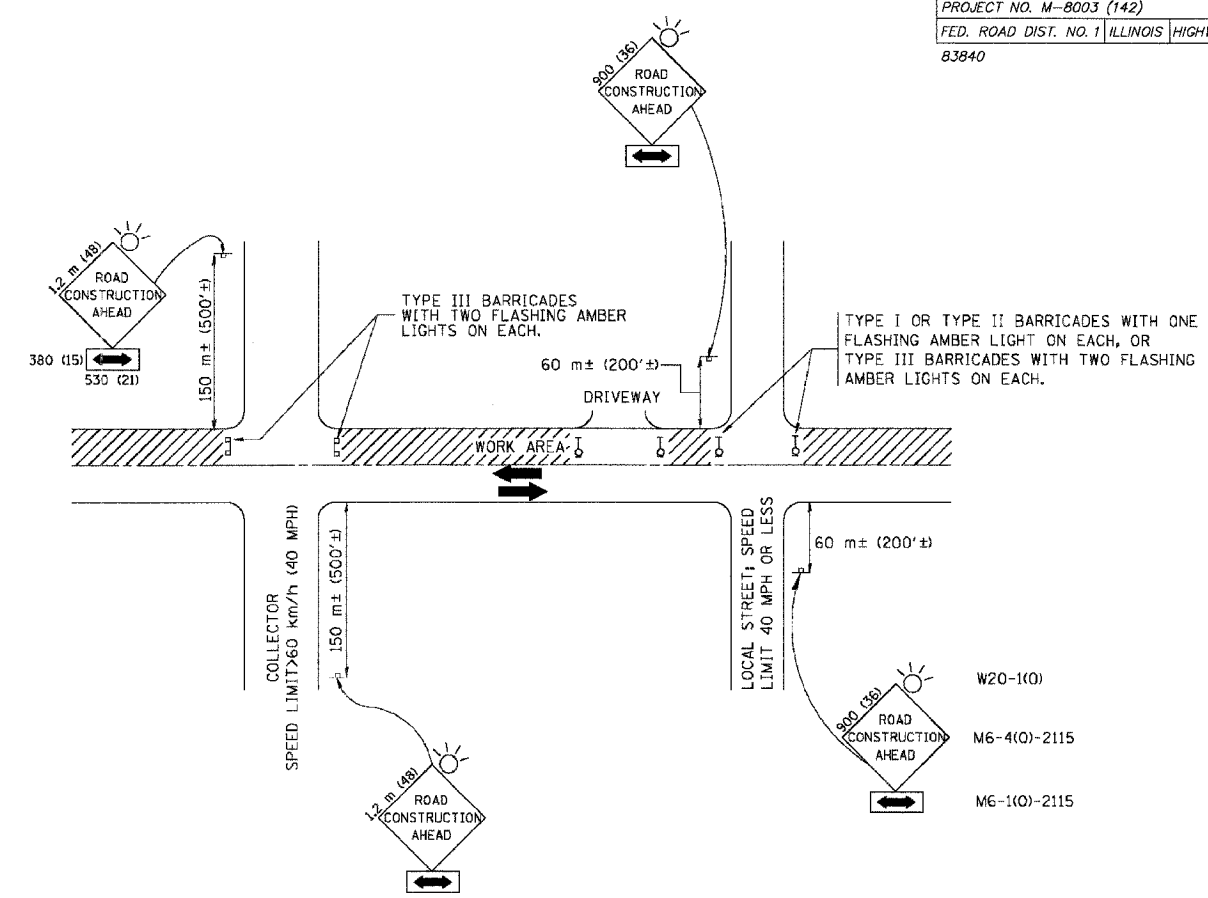 PROJECT NO. M-8003 (142)
FED. ROAD DIST. NO. 1 ILLINOIS
83840
900 (36)
ROAD
CONSTRUCTION
AHEAD
1.2 m (48)
ROAD
CONSTRUCTION
AHEAD
380 (15)
530 (21)
150 m± (500'±)
TYPE III BARRICADES
WITH TWO FLASHING AMBER
LIGHTS ON EACH.
60 m± (200'±)
DRIVEWAY
TYPE I OR TYPE II BARRICADES WITH ONE
FLASHING AMBER LIGHT ON EACH, OR
TYPE III BARRICADES WITH TWO FLASHING
AMBER LIGHTS ON EACH.
WORK AREA
COLLECTOR
SPEED LIMIT>60 km/h (40 MPH)
150 m± (500'±)
LOCAL STREET; SPEED
LIMIT 40 MPH OR LESS
60 m± (200'±)
1.2 m (48)
ROAD
CONSTRUCTION
AHEAD
900 (36)
ROAD
CONSTRUCTION
AHEAD
W20-1(O)
M6-4(O)-2115
M6-1(O)-2115